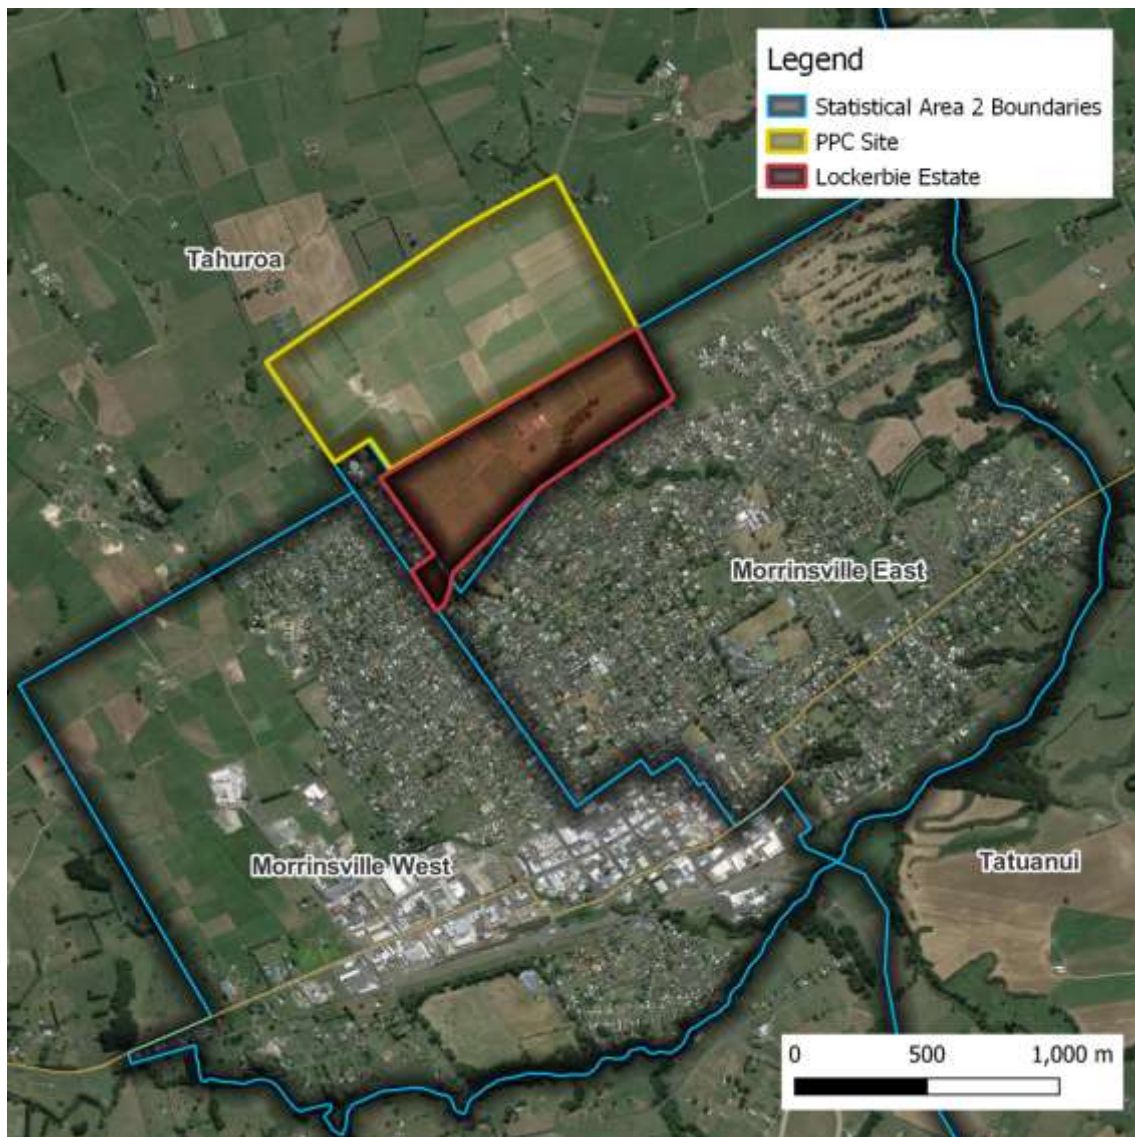 Legend
Statistical Area 2 Boundaries
PPC Site
Lockerbie Estate
Tahuroa
Morrinsville East
Morrinsville West
Tatuanui
0 500 1,000 m